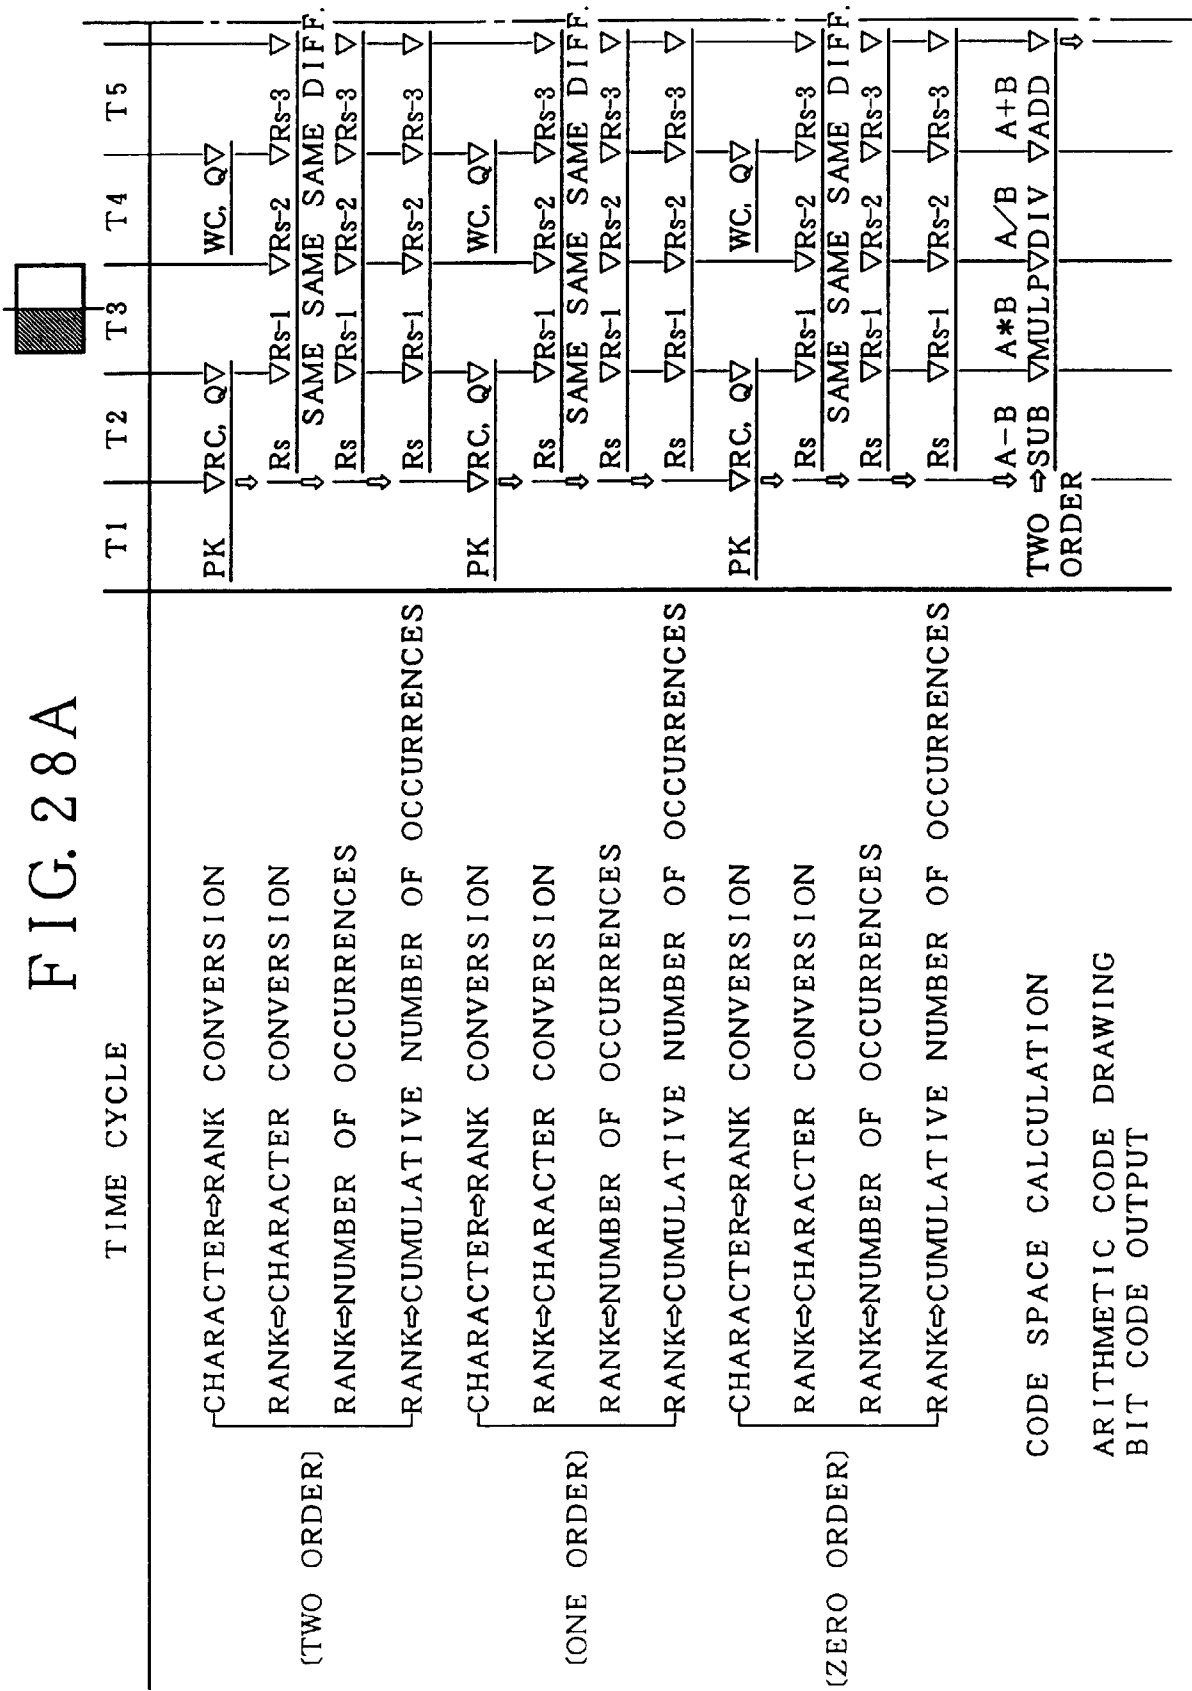 FIG. 28A
TIME CYCLE T1 T2 T3 T4 T5
(TWO ORDER)
CHARACTER⇨RANK CONVERSION PK ▽RC, Q▽ WC, Q▽
RANK⇨CHARACTER CONVERSION Rs ▽Rs-1 ▽Rs-2 ▽Rs-3 ▽
SAME SAME SAME DIFF.
RANK⇨NUMBER OF OCCURRENCES Rs ▽Rs-1 ▽Rs-2 ▽Rs-3 ▽
RANK⇨CUMULATIVE NUMBER OF OCCURRENCES Rs ▽Rs-1 ▽Rs-2 ▽Rs-3 ▽
(ONE ORDER)
CHARACTER⇨RANK CONVERSION PK ▽RC, Q▽ WC, Q▽
RANK⇨CHARACTER CONVERSION Rs ▽Rs-1 ▽Rs-2 ▽Rs-3 ▽
SAME SAME SAME DIFF.
RANK⇨NUMBER OF OCCURRENCES Rs ▽Rs-1 ▽Rs-2 ▽Rs-3 ▽
RANK⇨CUMULATIVE NUMBER OF OCCURRENCES Rs ▽Rs-1 ▽Rs-2 ▽Rs-3 ▽
(ZERO ORDER)
CHARACTER⇨RANK CONVERSION PK ▽RC, Q▽ WC, Q▽
RANK⇨CHARACTER CONVERSION Rs ▽Rs-1 ▽Rs-2 ▽Rs-3 ▽
SAME SAME SAME DIFF.
RANK⇨NUMBER OF OCCURRENCES Rs ▽Rs-1 ▽Rs-2 ▽Rs-3 ▽
RANK⇨CUMULATIVE NUMBER OF OCCURRENCES Rs ▽Rs-1 ▽Rs-2 ▽Rs-3 ▽
A-B A*B A/B A+B
CODE SPACE CALCULATION TWO ⇨SUB ▽MULP▽DIV ▽ADD ▽
ORDER
ARITHMETIC CODE DRAWING
BIT CODE OUTPUT